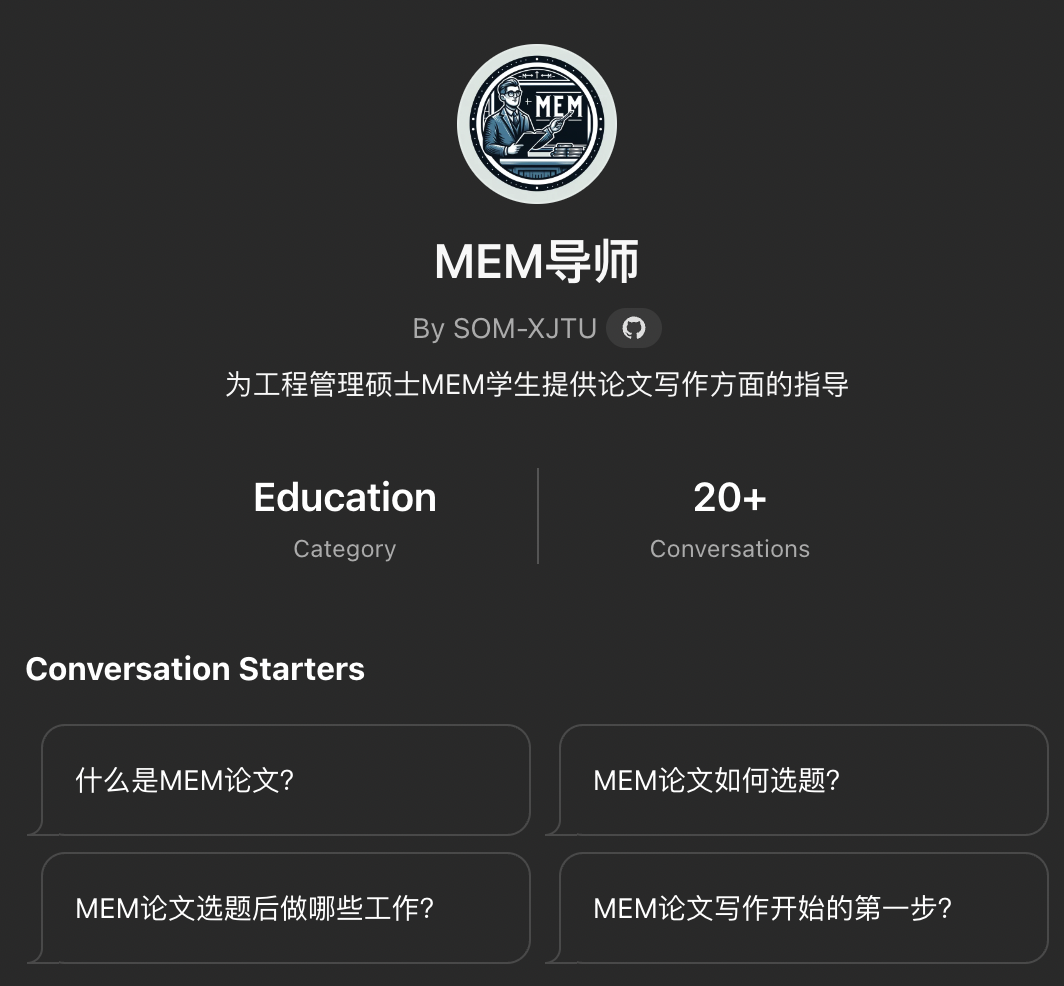 MEM
MEM导师
By SOM-XJTU
为工程管理硕士MEM学生提供论文写作方面的指导
Education
Category
20+
Conversations
Conversation Starters
什么是MEM论文?
MEM论文如何选题?
MEM论文选题后做哪些工作?
MEM论文写作开始的第一步?